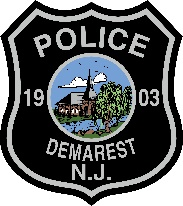 POLICE
19 03
DEMAREST
N.J.